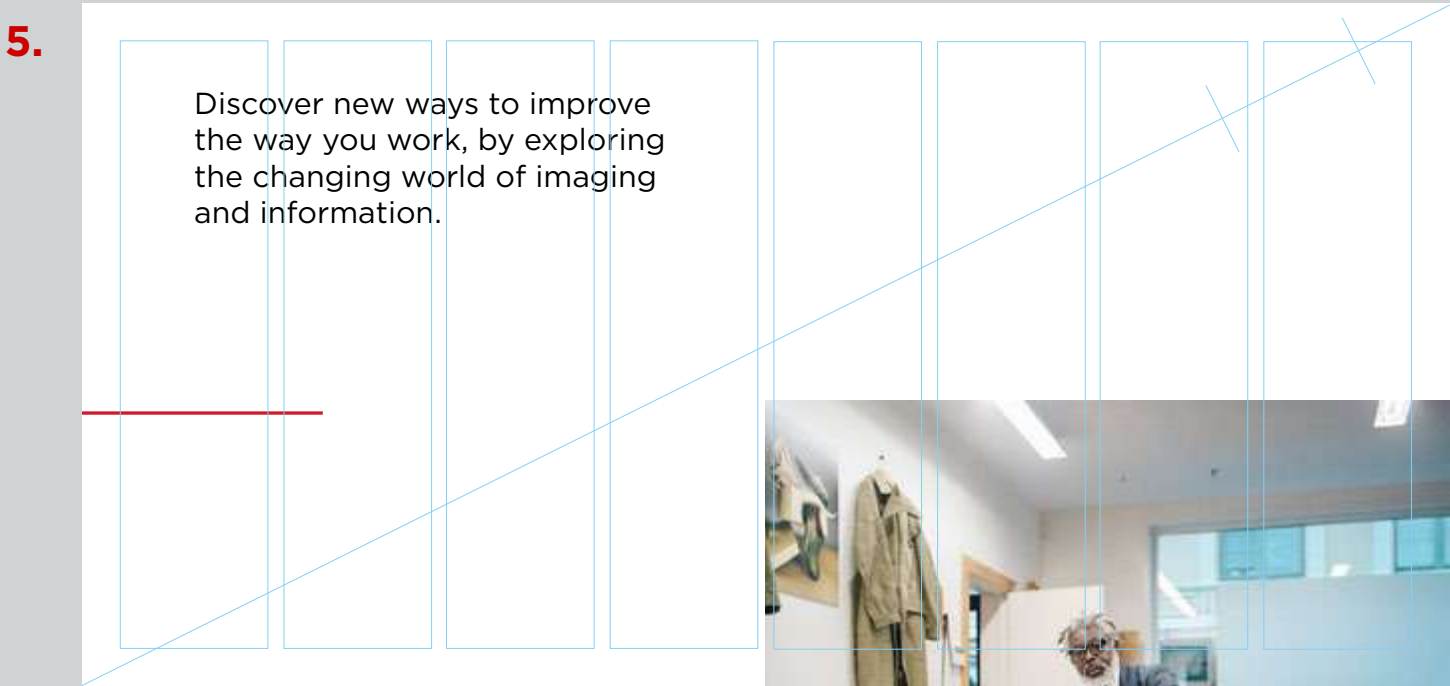 5.
Discover new ways to improve
the way you work, by exploring
the changing world of imaging
and information.